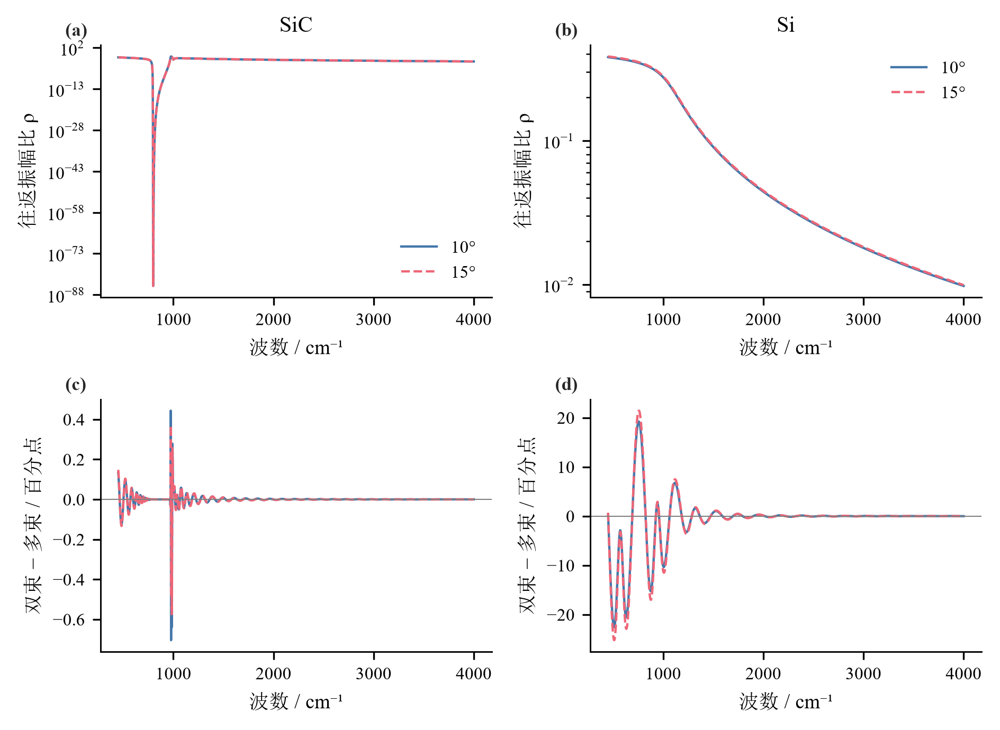 (a)
SiC
10²
10⁻¹³
10⁻²⁸
10⁻⁴³
10⁻⁵⁸
10⁻⁷³
10⁻⁸⁸
往返振幅比 ρ
10°
15°
1000 2000 3000 4000
波数 / cm⁻¹
(b)
Si
10⁻¹
10⁻²
往返振幅比 ρ
10°
15°
1000 2000 3000 4000
波数 / cm⁻¹
(c)
0.4
0.2
0.0
−0.2
−0.4
−0.6
双束 − 多束 / 百分点
1000 2000 3000 4000
波数 / cm⁻¹
(d)
20
10
0
−10
−20
双束 − 多束 / 百分点
1000 2000 3000 4000
波数 / cm⁻¹